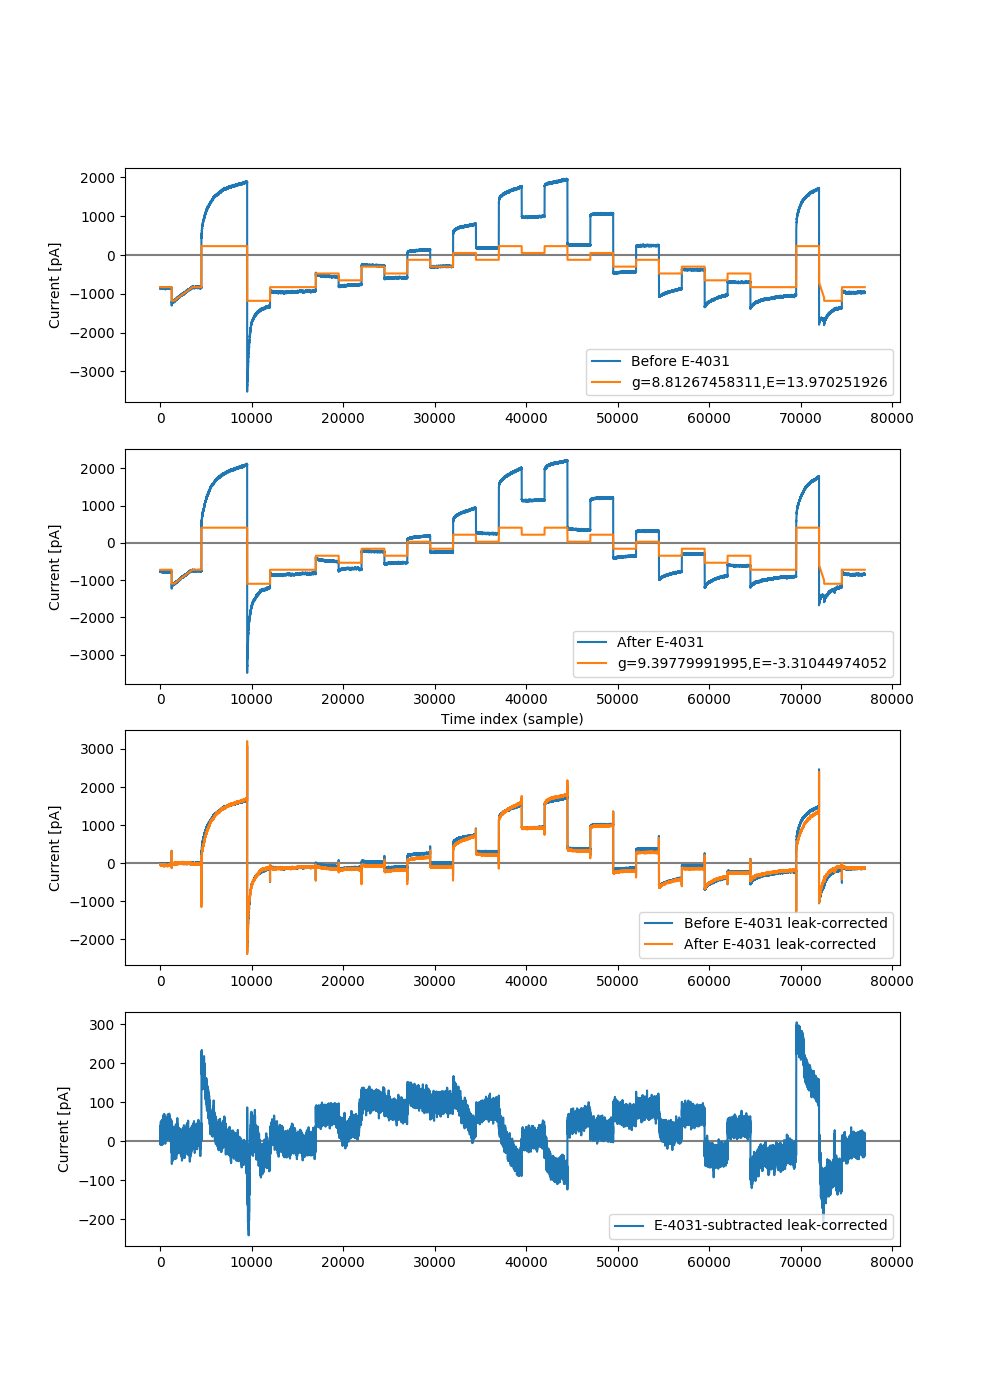 2000
1000
0
−1000
−2000
−3000
Current [pA]
Before E-4031
g=8.81267458311,E=13.970251926
0 10000 20000 30000 40000 50000 60000 70000 80000
2000
1000
0
−1000
−2000
−3000
Current [pA]
After E-4031
g=9.39779991995,E=-3.31044974052
0 10000 20000 30000 40000 50000 60000 70000 80000
Time index (sample)
3000
2000
1000
0
−1000
−2000
Current [pA]
Before E-4031 leak-corrected
After E-4031 leak-corrected
0 10000 20000 30000 40000 50000 60000 70000 80000
300
200
100
0
−100
−200
Current [pA]
E-4031-subtracted leak-corrected
0 10000 20000 30000 40000 50000 60000 70000 80000